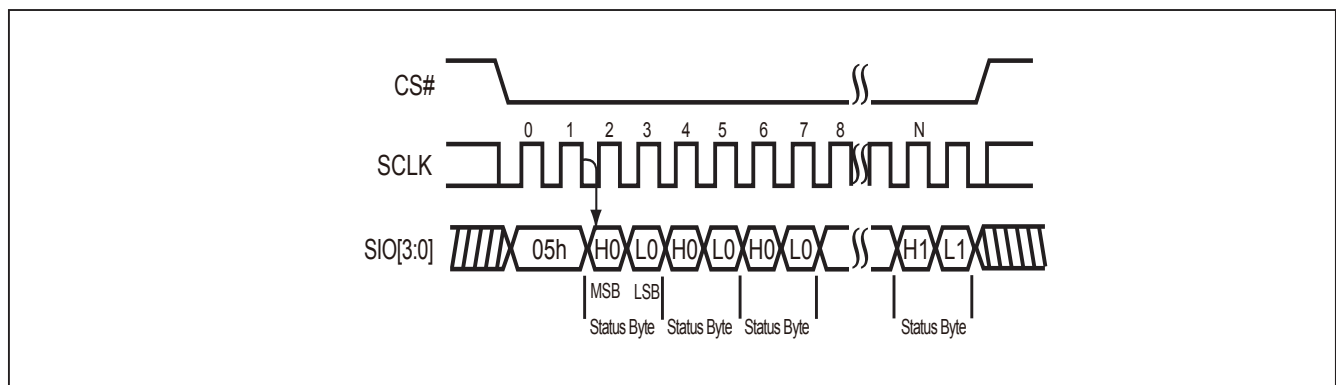 CS#
0 1 2 3 4 5 6 7 8 N
SCLK
SIO[3:0] 05h H0 L0 H0 L0 H0 L0 H1 L1
MSB LSB
Status Byte Status Byte Status Byte Status Byte